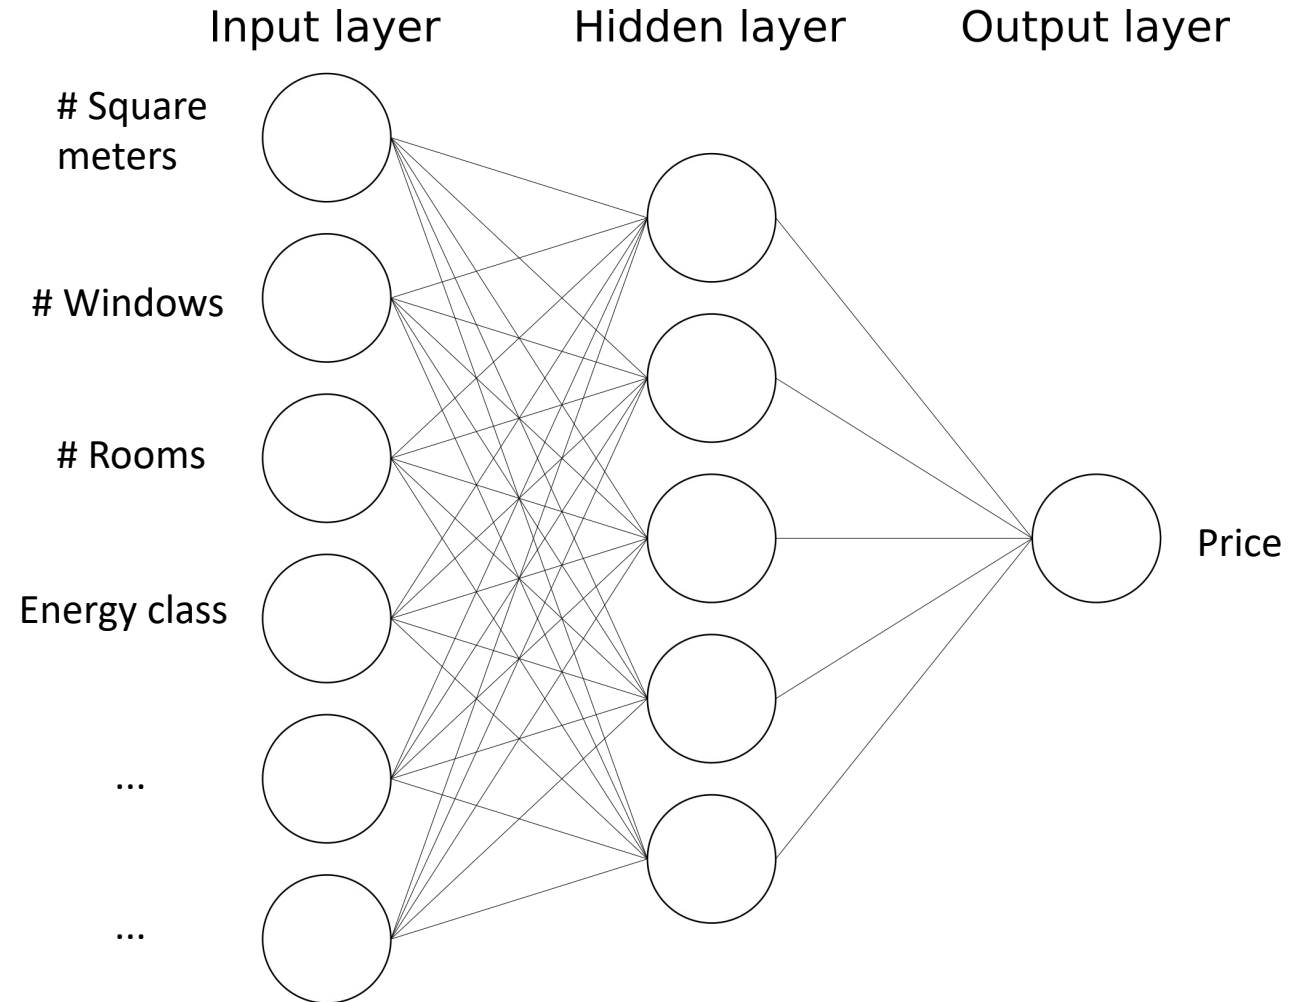 Input layer
Hidden layer
Output layer
# Square
meters
# Windows
# Rooms
Energy class
Price
...
...